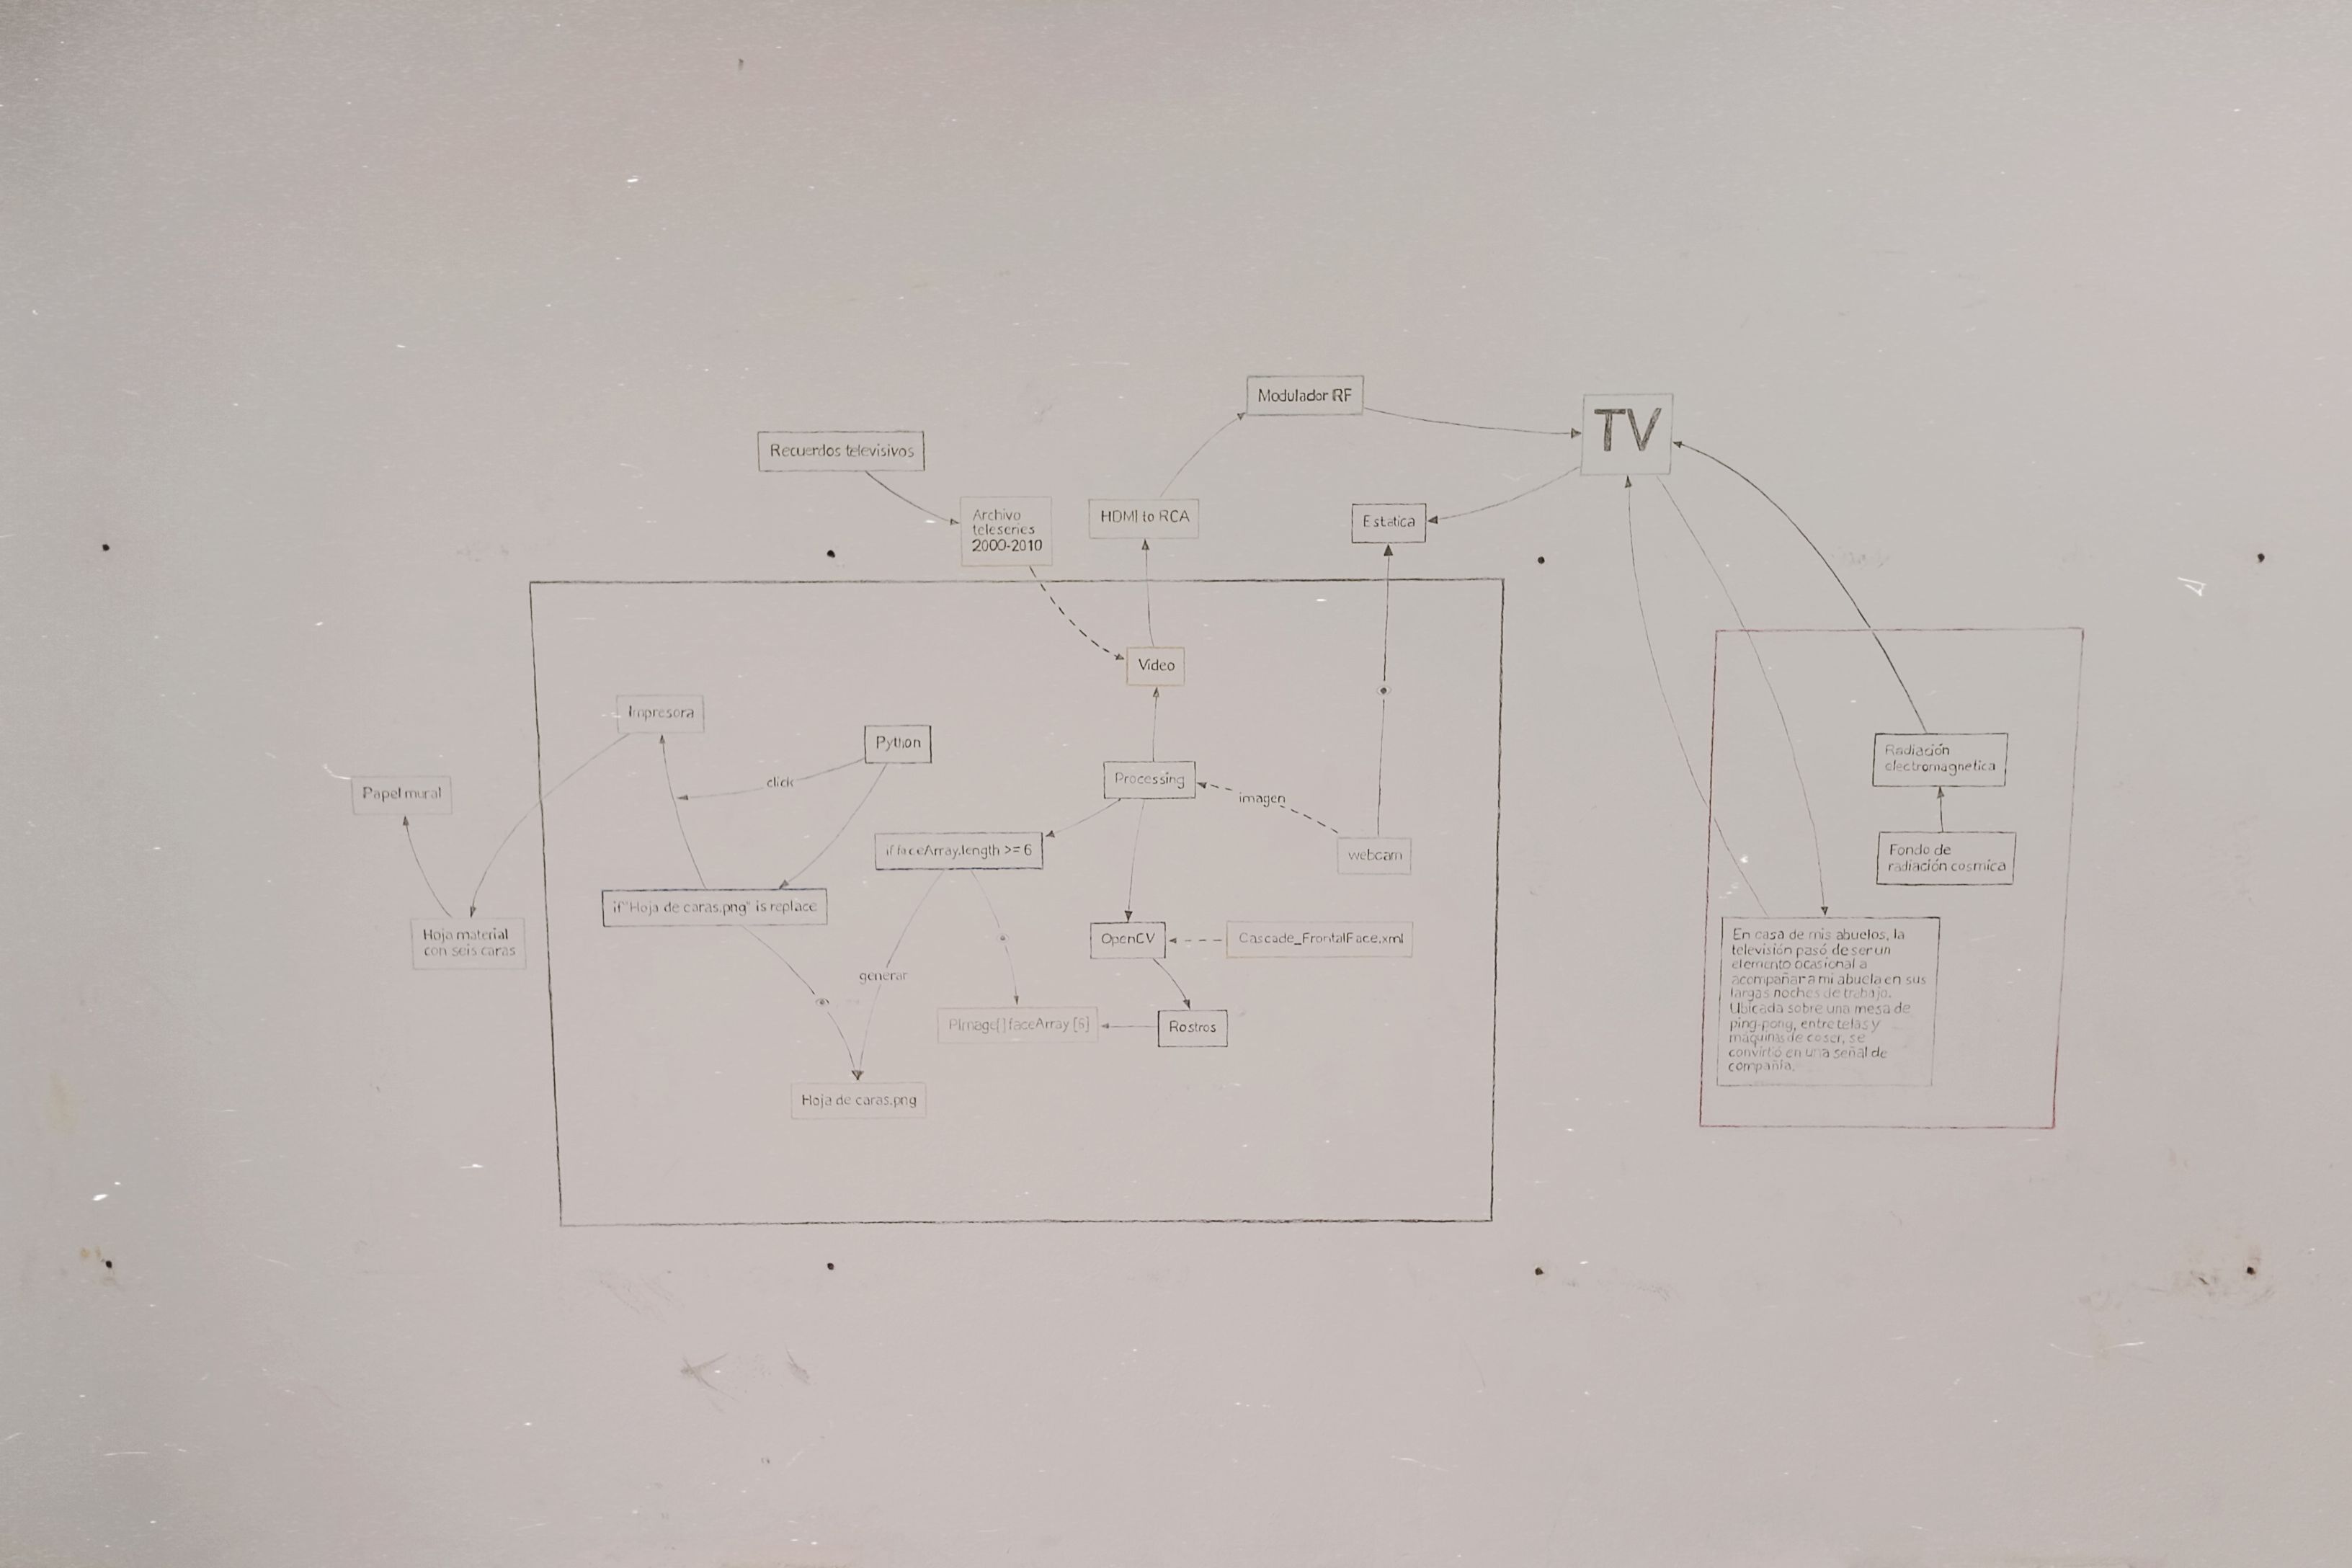 Modulador RF
TV
Recuerdos televisivos
Archivo
teleseries
2000-2010
HDMI to RCA
Estatica
Video
Impresora
Python
click
Processing
imagen
Papel mural
if faceArray.length >= 6
webcam
if "Hoja de caras.png" is replace
Hoja material
con seis caras
OpenCV
Cascade_FrontalFace.xml
generar
PImage[] faceArray [6]
Rostros
Hoja de caras.png
Radiación
electromagnetica
Fondo de
radiación cosmica
En casa de mis abuelos, la
televisión pasó de ser un
elemento ocasional a
acompañar a mi abuela en sus
largas noches de trabajo.
Ubicada sobre una mesa de
ping-pong, entre telas y
máquinas de coser, se
convirtió en una señal de
compañía.